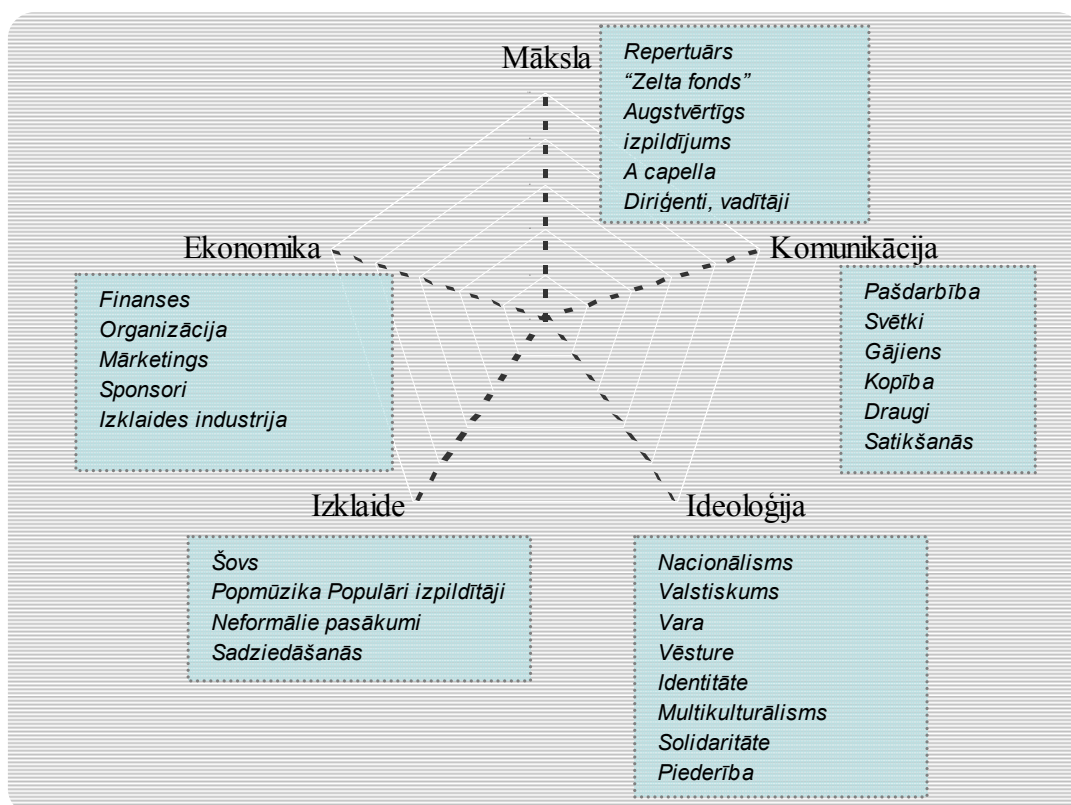 Māksla
Repertuārs
“Zelta fonds”
Augstvērtīgs
izpildījums
A capella
Diriģenti, vadītāji
Ekonomika
Finanses
Organizācija
Mārketings
Sponsori
Izklaides industrija
Komunikācija
Pašdarbība
Svētki
Gājiens
Kopība
Draugi
Satikšanās
Izklaide
Šovs
Popmūzika Populāri izpildītāji
Neformālie pasākumi
Sadziedāšanās
Ideoloģija
Nacionālisms
Valstiskums
Vara
Vēsture
Identitāte
Multikulturālisms
Solidaritāte
Piederība